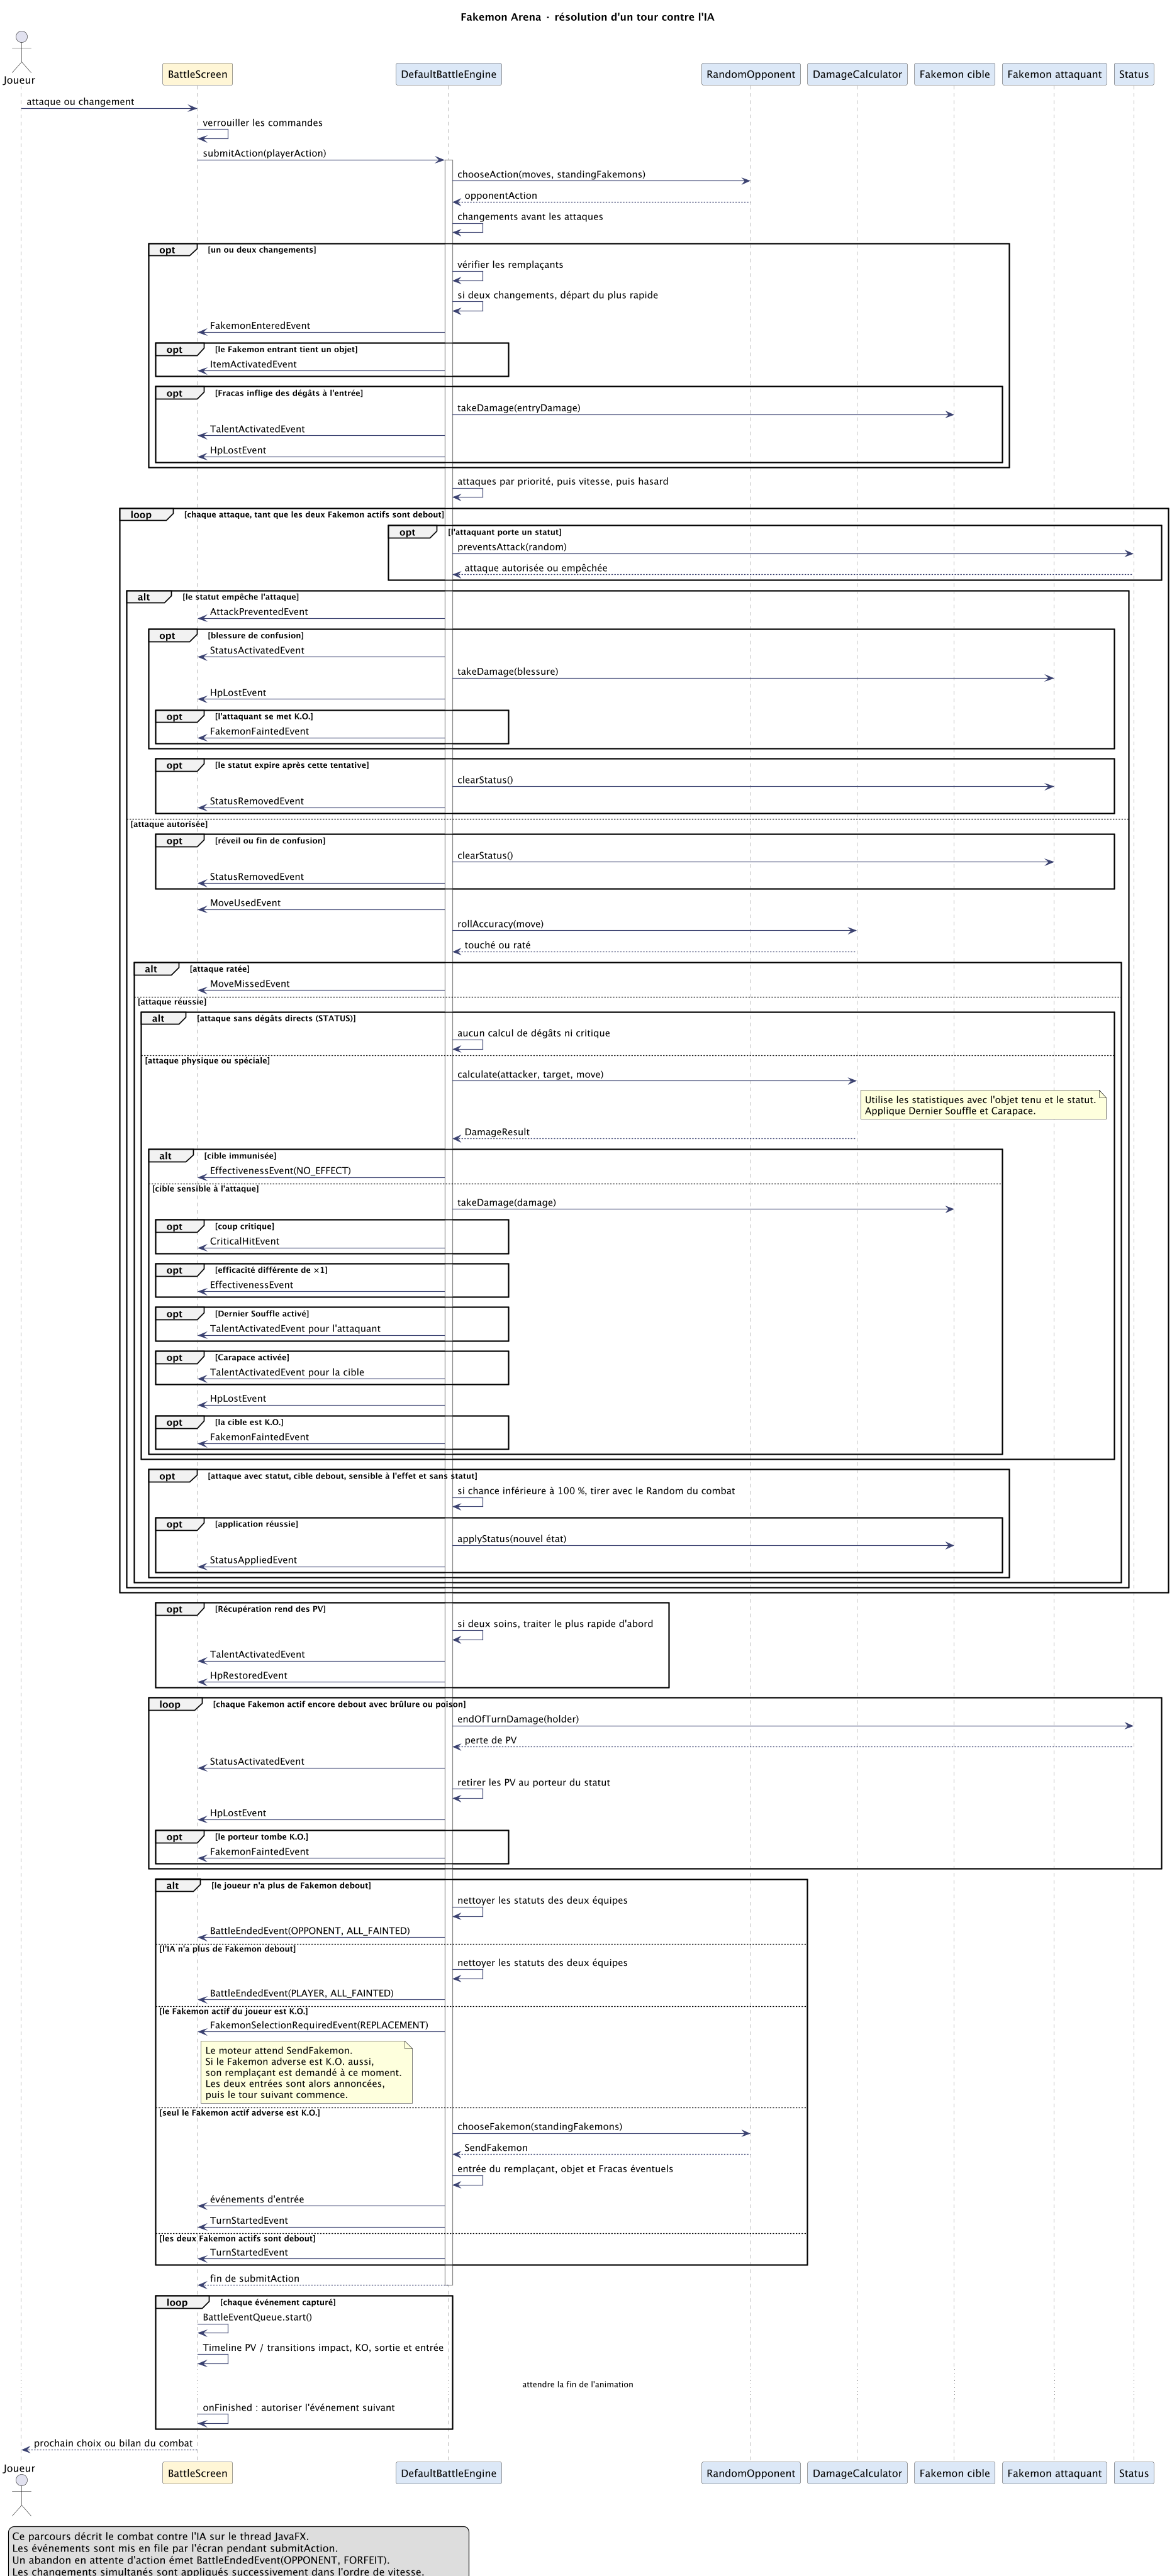 Fakemon Arena · résolution d'un tour contre l'IA
Joueur
BattleScreen
DefaultBattleEngine
RandomOpponent
DamageCalculator
Fakemon cible
Fakemon attaquant
Status
attaque ou changement
verrouiller les commandes
submitAction(playerAction)
chooseAction(moves, standingFakemons)
opponentAction
changements avant les attaques
opt [un ou deux changements]
vérifier les remplaçants
si deux changements, départ du plus rapide
FakemonEnteredEvent
opt [le Fakemon entrant tient un objet]
ItemActivatedEvent
opt [Fracas inflige des dégâts à l'entrée]
takeDamage(entryDamage)
TalentActivatedEvent
HpLostEvent
attaques par priorité, puis vitesse, puis hasard
loop [chaque attaque, tant que les deux Fakemon actifs sont debout]
opt [l'attaquant porte un statut]
preventsAttack(random)
attaque autorisée ou empêchée
alt [le statut empêche l'attaque]
AttackPreventedEvent
opt [blessure de confusion]
StatusActivatedEvent
takeDamage(blessure)
HpLostEvent
opt [l'attaquant se met K.O.]
FakemonFaintedEvent
opt [le statut expire après cette tentative]
clearStatus()
StatusRemovedEvent
[attaque autorisée]
opt [réveil ou fin de confusion]
clearStatus()
StatusRemovedEvent
MoveUsedEvent
rollAccuracy(move)
touché ou raté
alt [attaque ratée]
MoveMissedEvent
[attaque réussie]
alt [attaque sans dégâts directs (STATUS)]
aucun calcul de dégâts ni critique
[attaque physique ou spéciale]
calculate(attacker, target, move)
Utilise les statistiques avec l'objet tenu et le statut.
Applique Dernier Souffle et Carapace.
DamageResult
alt [cible immunisée]
EffectivenessEvent(NO_EFFECT)
[cible sensible à l'attaque]
takeDamage(damage)
opt [coup critique]
CriticalHitEvent
opt [efficacité différente de ×1]
EffectivenessEvent
opt [Dernier Souffle activé]
TalentActivatedEvent pour l'attaquant
opt [Carapace activée]
TalentActivatedEvent pour la cible
HpLostEvent
opt [la cible est K.O.]
FakemonFaintedEvent
opt [attaque avec statut, cible debout, sensible à l'effet et sans statut]
si chance inférieure à 100 %, tirer avec le Random du combat
opt [application réussie]
applyStatus(nouvel état)
StatusAppliedEvent
opt [Récupération rend des PV]
si deux soins, traiter le plus rapide d'abord
TalentActivatedEvent
HpRestoredEvent
loop [chaque Fakemon actif encore debout avec brûlure ou poison]
endOfTurnDamage(holder)
perte de PV
StatusActivatedEvent
retirer les PV au porteur du statut
HpLostEvent
opt [le porteur tombe K.O.]
FakemonFaintedEvent
alt [le joueur n'a plus de Fakemon debout]
nettoyer les statuts des deux équipes
BattleEndedEvent(OPPONENT, ALL_FAINTED)
[l'IA n'a plus de Fakemon debout]
nettoyer les statuts des deux équipes
BattleEndedEvent(PLAYER, ALL_FAINTED)
[le Fakemon actif du joueur est K.O.]
FakemonSelectionRequiredEvent(REPLACEMENT)
Le moteur attend SendFakemon.
Si le Fakemon adverse est K.O. aussi,
son remplaçant est demandé à ce moment.
Les deux entrées sont alors annoncées,
puis le tour suivant commence.
[seul le Fakemon actif adverse est K.O.]
chooseFakemon(standingFakemons)
SendFakemon
entrée du remplaçant, objet et Fracas éventuels
événements d'entrée
TurnStartedEvent
[les deux Fakemon actifs sont debout]
TurnStartedEvent
fin de submitAction
loop [chaque événement capturé]
BattleEventQueue.start()
Timeline PV / transitions impact, KO, sortie et entrée
attendre la fin de l'animation
onFinished : autoriser l'événement suivant
prochain choix ou bilan du combat
Joueur
BattleScreen
DefaultBattleEngine
RandomOpponent
DamageCalculator
Fakemon cible
Fakemon attaquant
Status
Ce parcours décrit le combat contre l'IA sur le thread JavaFX.
Les événements sont mis en file par l'écran pendant submitAction.
Un abandon en attente d'action émet BattleEndedEvent(OPPONENT, FORFEIT).
Les changements simultanés sont appliqués successivement dans l'ordre de vitesse.